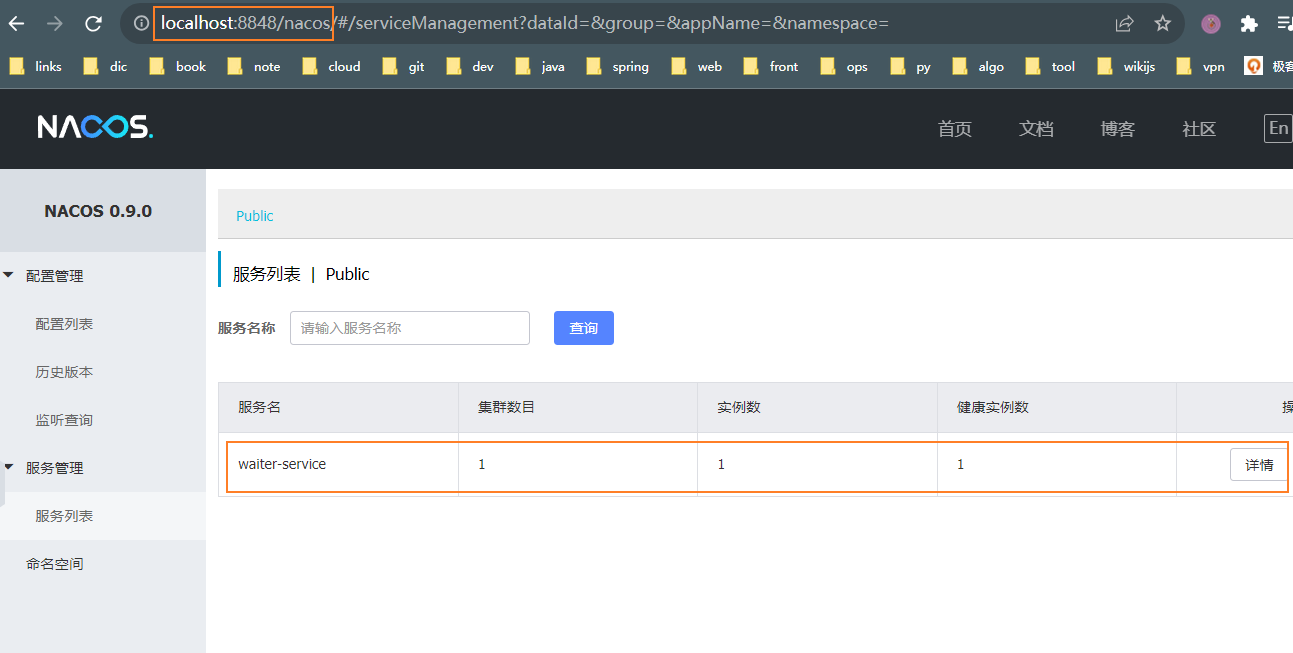 localhost:8848/nacos/#/serviceManagement?dataId=&group=&appName=&namespace=
links dic book note cloud git dev java spring web front ops py algo tool wikijs vpn
NACOS. 首页 文档 博客 社区 En
NACOS 0.9.0
配置管理
配置列表
历史版本
监听查询
服务管理
服务列表
命名空间
Public
服务列表 | Public
服务名称 请输入服务名称 查询
服务名 集群数目 实例数 健康实例数
waiter-service 1 1 1 详情